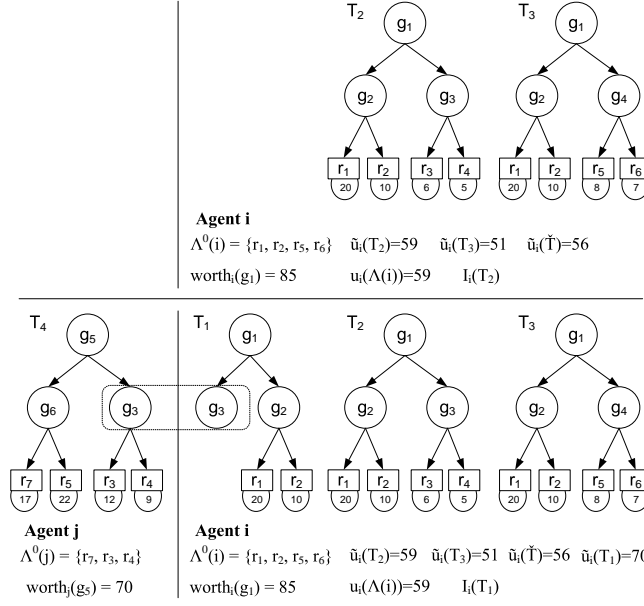 T₂ g₁ T₃ g₁
g₂ g₃ g₂ g₄
r₁ r₂ r₃ r₄ r₁ r₂ r₅ r₆
20 10 6 5 20 10 8 7
Agent i
Λ⁰(i) = {r₁, r₂, r₅, r₆} ũᵢ(T₂)=59 ũᵢ(T₃)=51 ũᵢ(Ť)=56
worthᵢ(g₁) = 85 uᵢ(Λ(i))=59 Iᵢ(T₂)
T₄ g₅ T₁ g₁ T₂ g₁ T₃ g₁
g₆ g₃ g₃ g₂ g₂ g₃ g₂ g₄
r₇ r₅ r₃ r₄ r₁ r₂ r₁ r₂ r₃ r₄ r₁ r₂ r₅ r₆
17 22 12 9 20 10 20 10 6 5 20 10 8 7
Agent j Agent i
Λ⁰(j) = {r₇, r₃, r₄} Λ⁰(i) = {r₁, r₂, r₅, r₆} ũᵢ(T₂)=59 ũᵢ(T₃)=51 ũᵢ(Ť)=56 ũᵢ(T₁)=70
worthⱼ(g₅) = 70 worthᵢ(g₁) = 85 uᵢ(Λ(i))=59 Iᵢ(T₁)